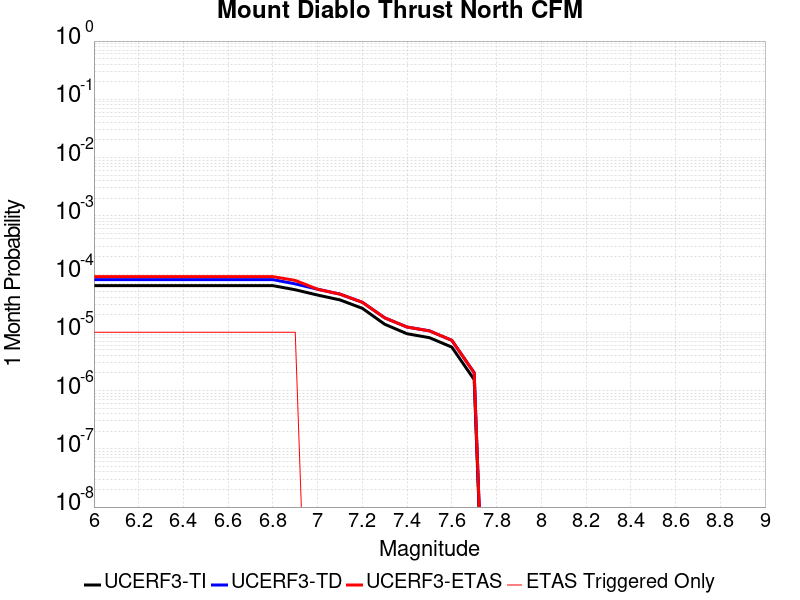 Mount Diablo Thrust North CFM
10^0
10^-1
10^-2
10^-3
10^-4
10^-5
10^-6
10^-7
10^-8
1 Month Probability
6 6.2 6.4 6.6 6.8 7 7.2 7.4 7.6 7.8 8 8.2 8.4 8.6 8.8 9
Magnitude
UCERF3-TI UCERF3-TD UCERF3-ETAS ETAS Triggered Only